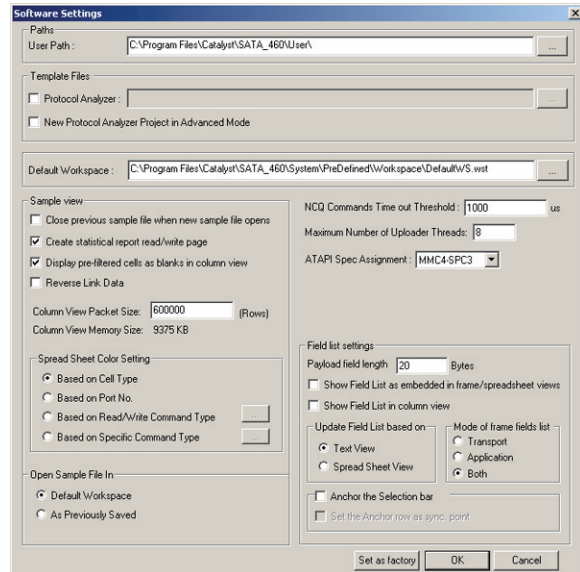 Software Settings
Paths
User Path :
C:\Program Files\Catalyst\SATA_460\User\
...
Template Files
Protocol Analyzer :
...
New Protocol Analyzer Project in Advanced Mode
Default Workspace :
C:\Program Files\Catalyst\SATA_460\System\PreDefined\Workspace\DefaultWS.wst
...
Sample view
Close previous sample file when new sample file opens
Create statistical report read/write page
Display pre-filtered cells as blanks in column view
Reverse Link Data
Column View Packet Size:
600000
(Rows)
Column View Memory Size: 9375 KB
Spread Sheet Color Setting
Based on Cell Type
Based on Port No.
Based on Read/Write Command Type
...
Based on Specific Command Type
...
Open Sample File In
Default Workspace
As Previously Saved
NCQ Commands Time out Threshold :
1000
us
Maximum Number of Uploader Threads:
8
ATAPI Spec Assignment :
MMC4-SPC3
Field list settings
Payload field length
20
Bytes
Show Field List as embedded in frame/spreadsheet views
Show Field List in column view
Update Field List based on
Text View
Spread Sheet View
Mode of frame fields list
Transport
Application
Both
Anchor the Selection bar
Set the Anchor row as sync. point
Set as factory
OK
Cancel